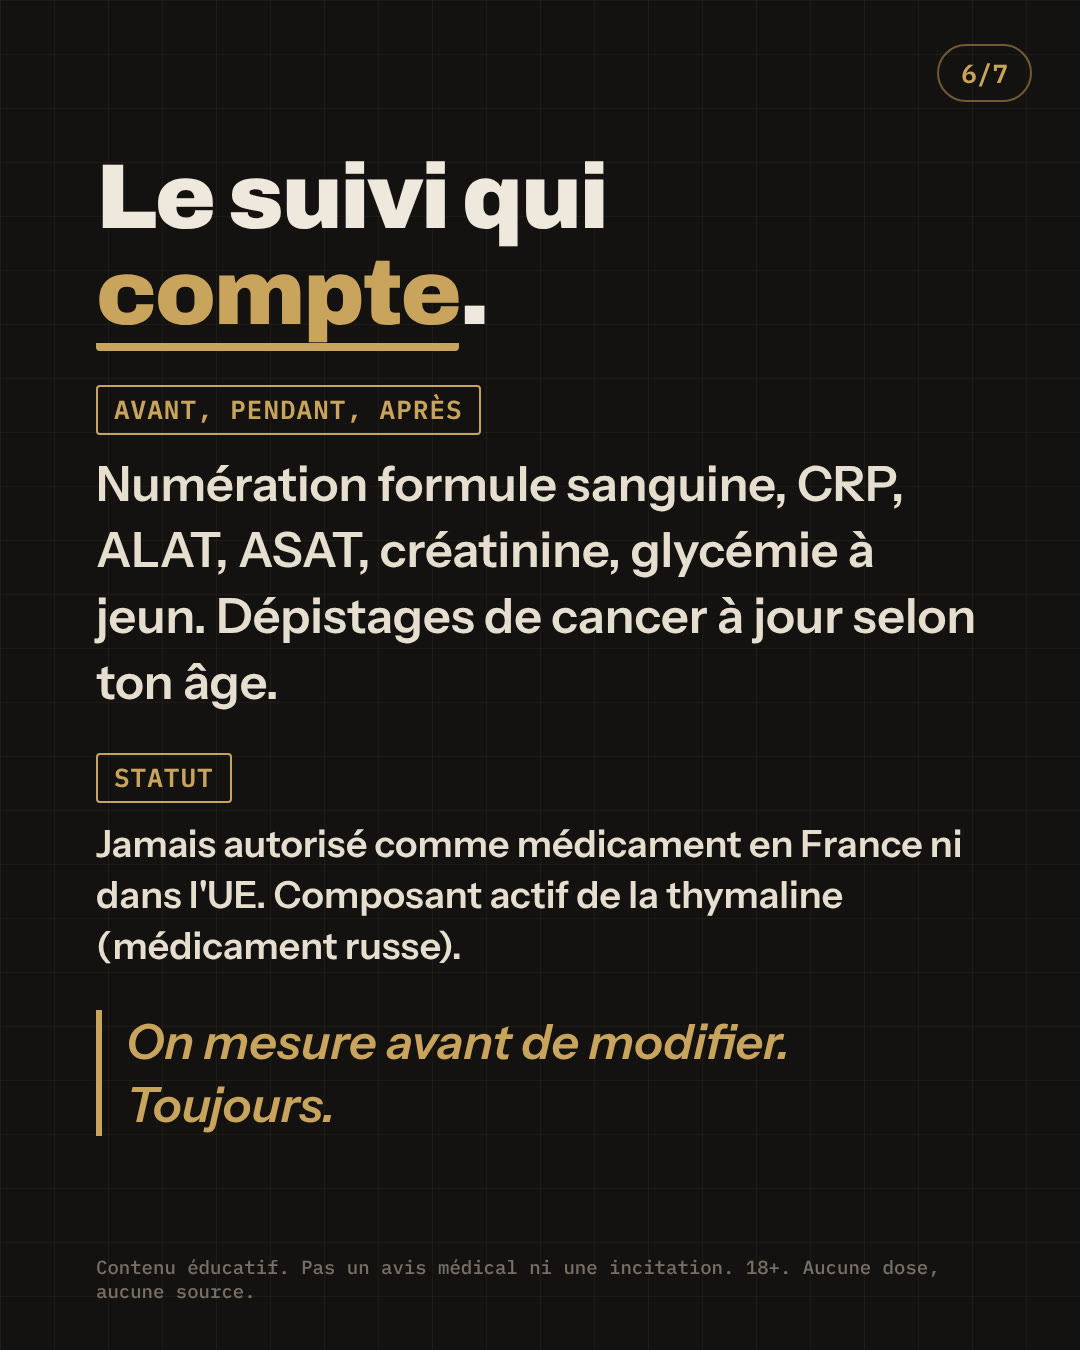 6/7
Le suivi qui
compte.
AVANT, PENDANT, APRÈS
Numération formule sanguine, CRP,
ALAT, ASAT, créatinine, glycémie à
jeun. Dépistages de cancer à jour selon
ton âge.
STATUT
Jamais autorisé comme médicament en France ni
dans l'UE. Composant actif de la thymaline
(médicament russe).
On mesure avant de modifier.
Toujours.
Contenu éducatif. Pas un avis médical ni une incitation. 18+. Aucune dose,
aucune source.